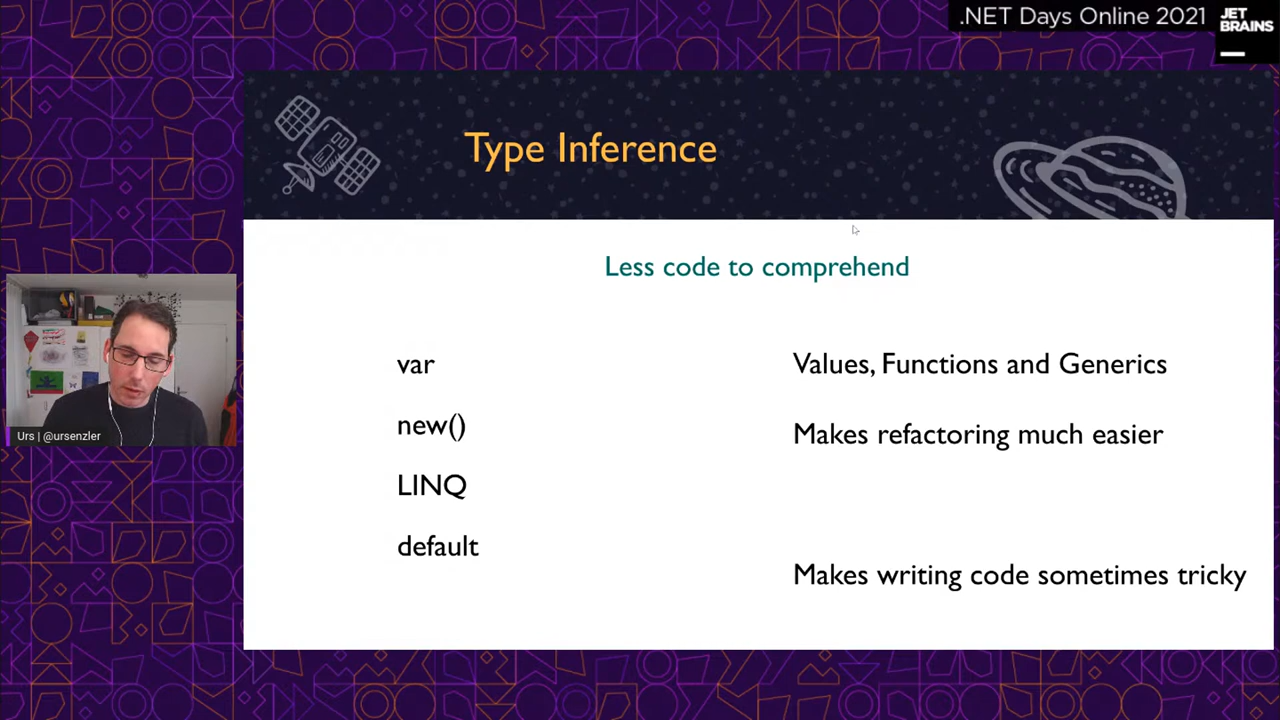 .NET Days Online 2021
JET
BRAINS
Type Inference
Less code to comprehend
var
new()
LINQ
default
Values, Functions and Generics
Makes refactoring much easier
Makes writing code sometimes tricky
Urs | @ursenzler